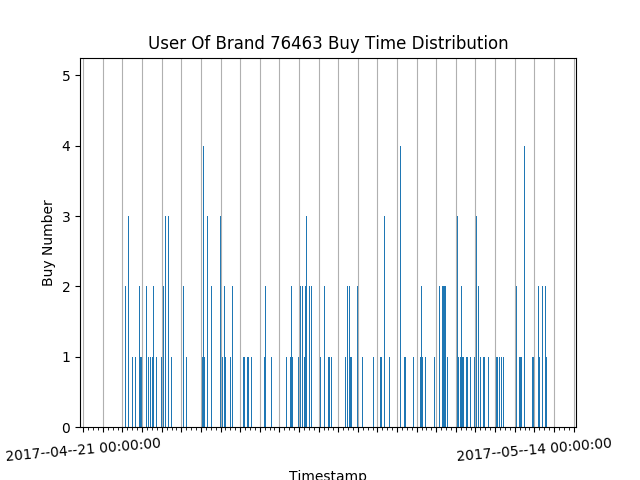 User Of Brand 76463 Buy Time Distribution
5
4
3
2
1
0
Buy Number
2017--04--21 00:00:00
2017--05--14 00:00:00
Timestamp